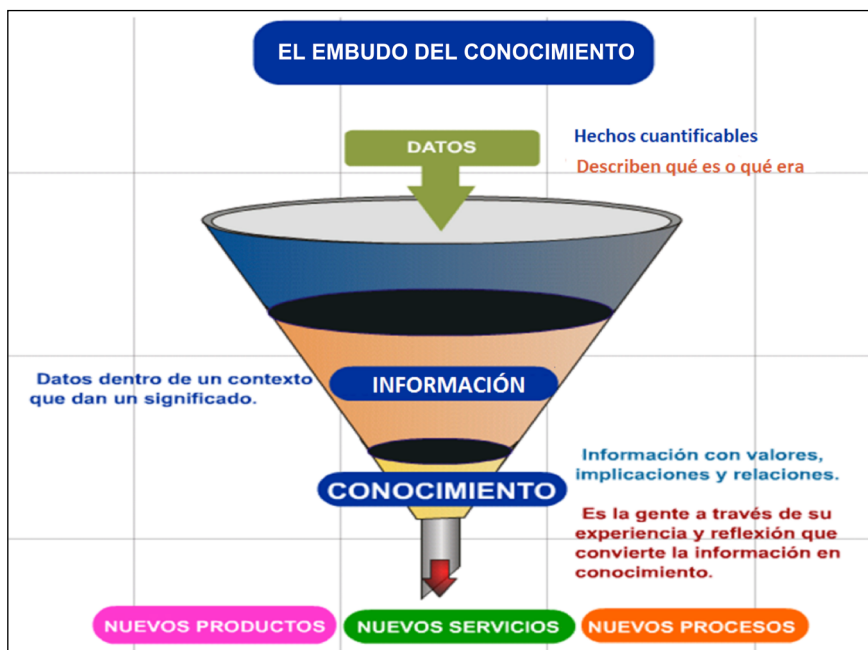 EL EMBUDO DEL CONOCIMIENTO
DATOS
Hechos cuantificables
Describen qué es o qué era
Datos dentro de un contexto
que dan un significado.
INFORMACIÓN
Información con valores,
implicaciones y relaciones.
CONOCIMIENTO
Es la gente a través de su
experiencia y reflexión que
convierte la información en
conocimiento.
NUEVOS PRODUCTOS
NUEVOS SERVICIOS
NUEVOS PROCESOS